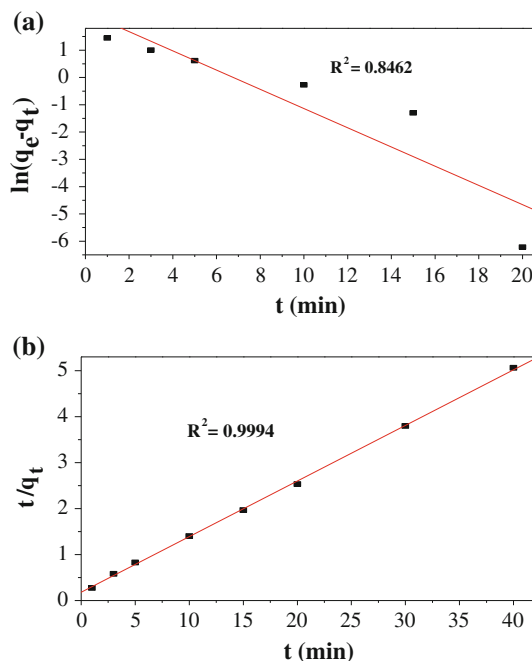 (a)
1
0
-1
-2
-3
-4
-5
-6
ln(qe-qt)
R2= 0.8462
0 2 4 6 8 10 12 14 16 18 20
t (min)
(b)
5
4
3
2
1
0
t/qt
R2= 0.9994
0 5 10 15 20 25 30 35 40
t (min)